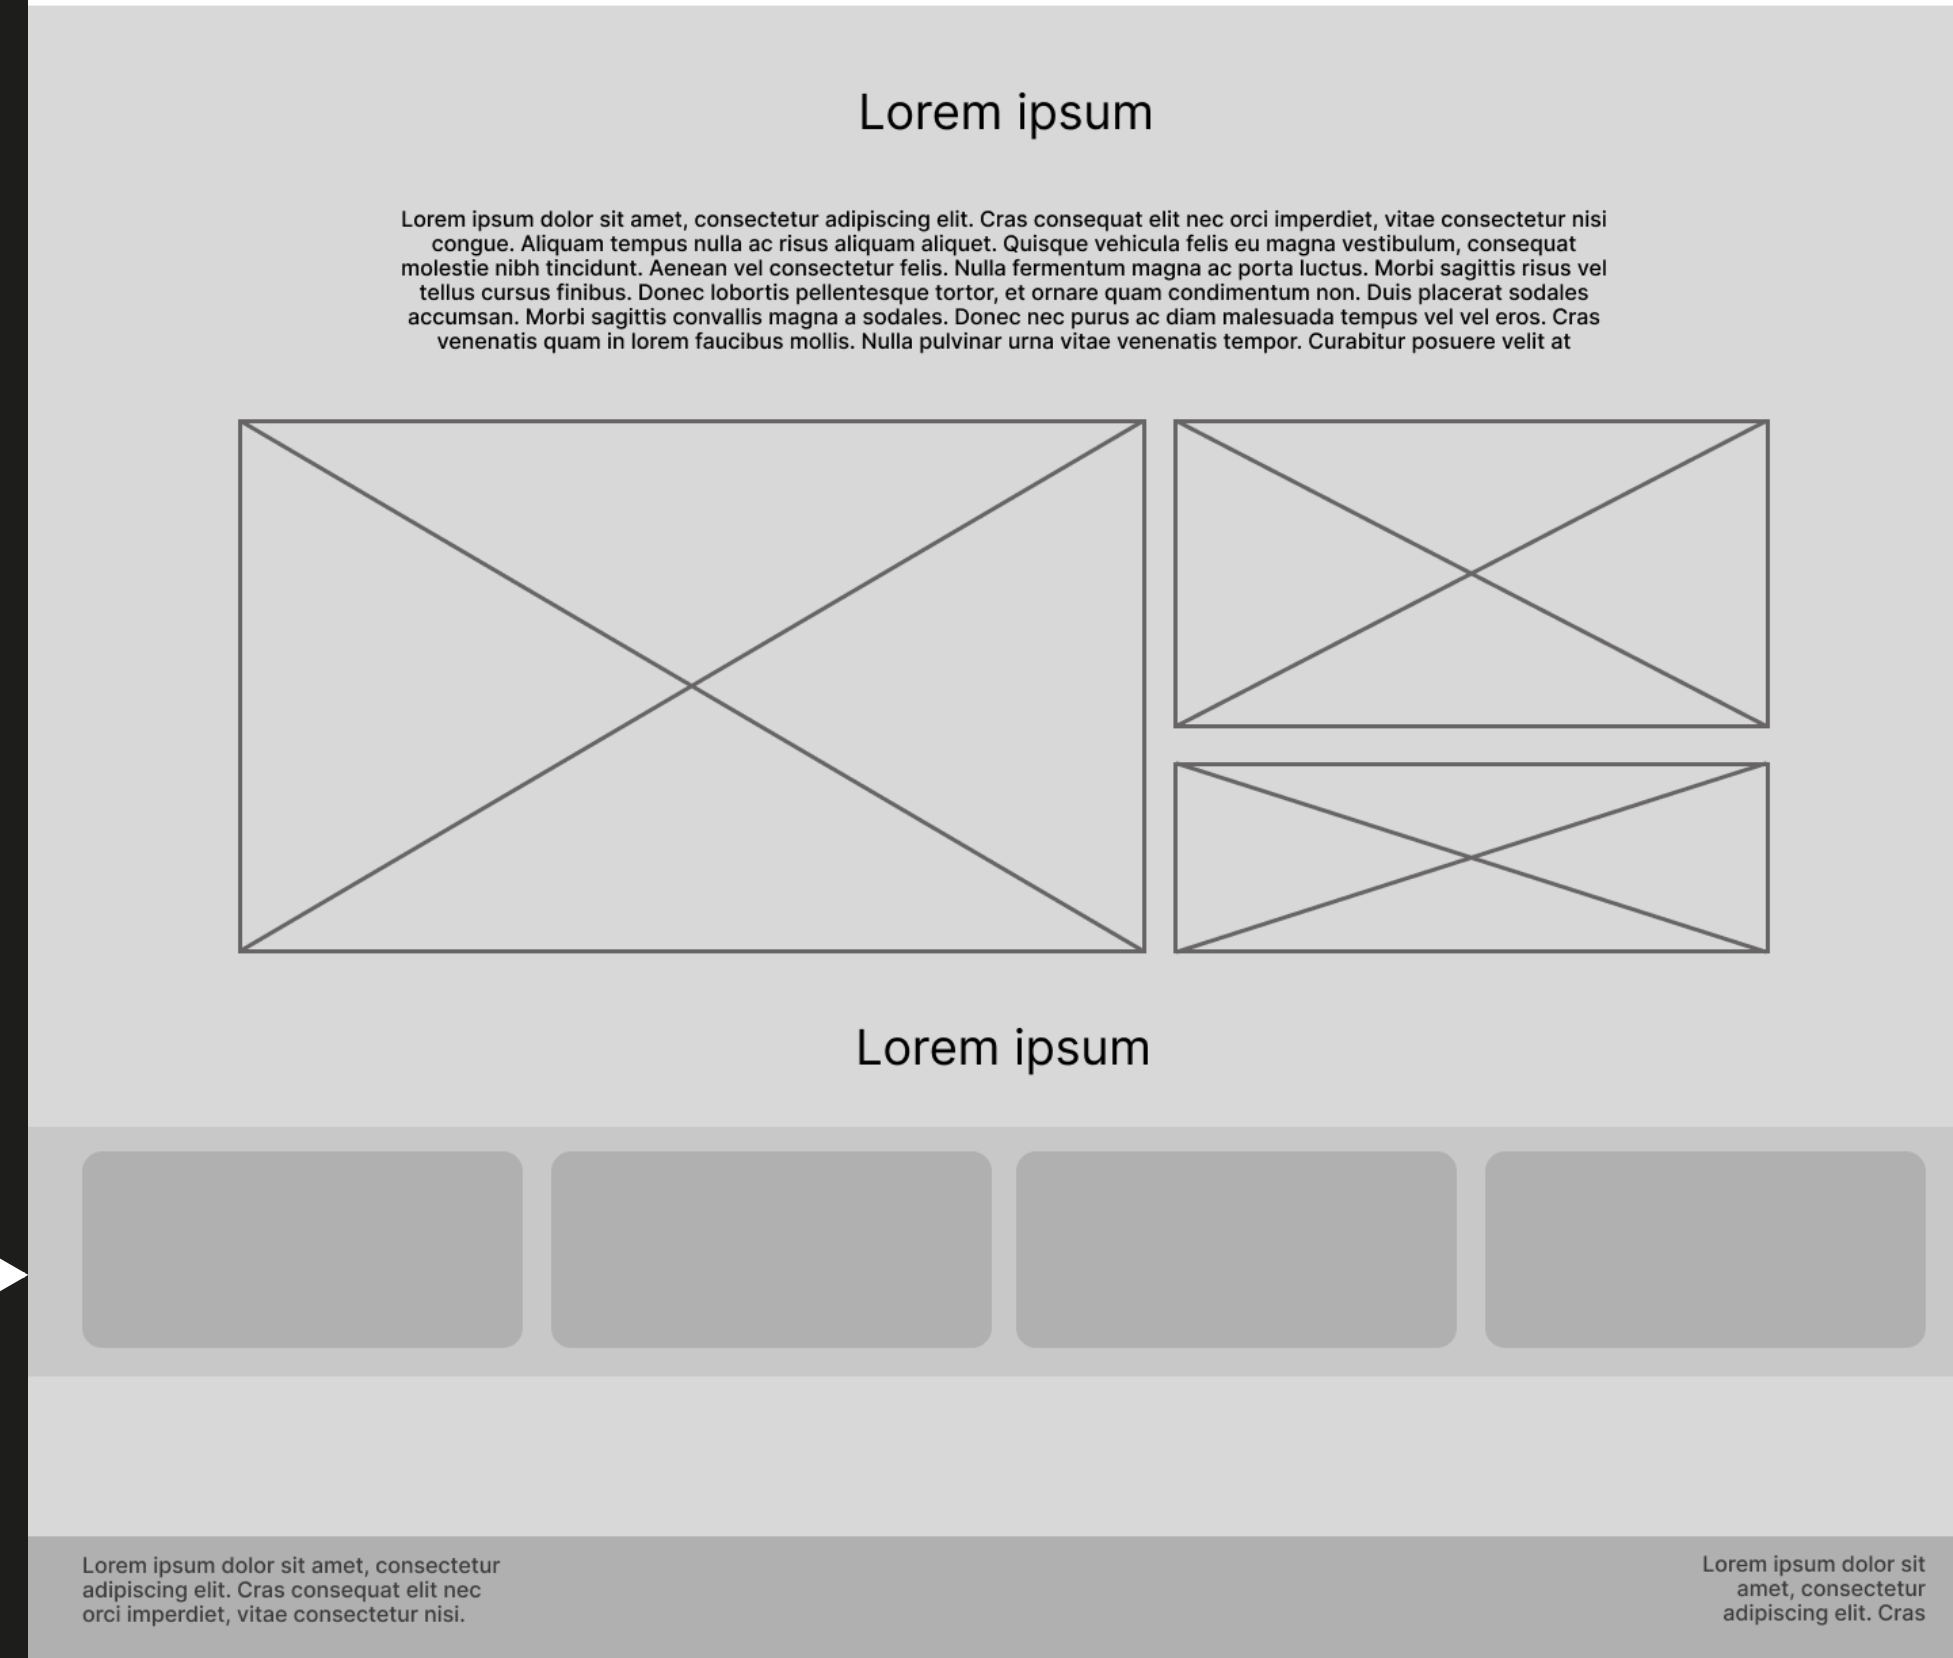 Lorem ipsum
Lorem ipsum dolor sit amet, consectetur adipiscing elit. Cras consequat elit nec orci imperdiet, vitae consectetur nisi
congue. Aliquam tempus nulla ac risus aliquam aliquet. Quisque vehicula felis eu magna vestibulum, consequat
molestie nibh tincidunt. Aenean vel consectetur felis. Nulla fermentum magna ac porta luctus. Morbi sagittis risus vel
tellus cursus finibus. Donec lobortis pellentesque tortor, et ornare quam condimentum non. Duis placerat sodales
accumsan. Morbi sagittis convallis magna a sodales. Donec nec purus ac diam malesuada tempus vel vel eros. Cras
venenatis quam in lorem faucibus mollis. Nulla pulvinar urna vitae venenatis tempor. Curabitur posuere velit at
Lorem ipsum
Lorem ipsum dolor sit amet, consectetur
adipiscing elit. Cras consequat elit nec
orci imperdiet, vitae consectetur nisi.
Lorem ipsum dolor sit
amet, consectetur
adipiscing elit. Cras